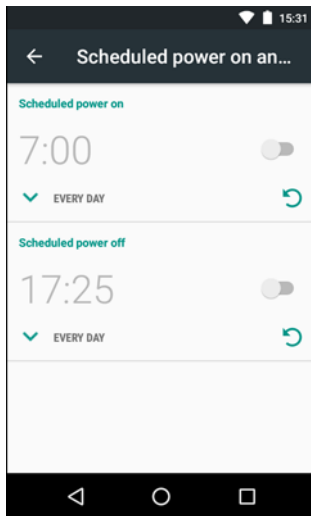 15:31
Scheduled power on an...
Scheduled power on
7:00
EVERY DAY
Scheduled power off
17:25
EVERY DAY